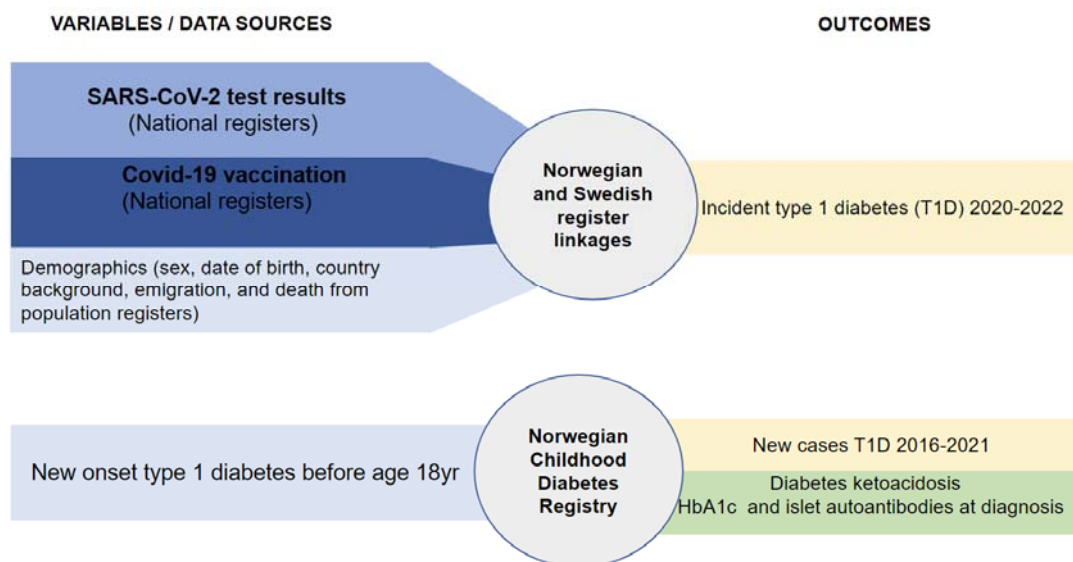 VARIABLES / DATA SOURCES
OUTCOMES
SARS-CoV-2 test results
(National registers)
Covid-19 vaccination
(National registers)
Demographics (sex, date of birth, country
background, emigration, and death from
population registers)
Norwegian
and Swedish
register
linkages
Incident type 1 diabetes (T1D) 2020-2022
New onset type 1 diabetes before age 18yr
Norwegian
Childhood
Diabetes
Registry
New cases T1D 2016-2021
Diabetes ketoacidosis
HbA1c and islet autoantibodies at diagnosis